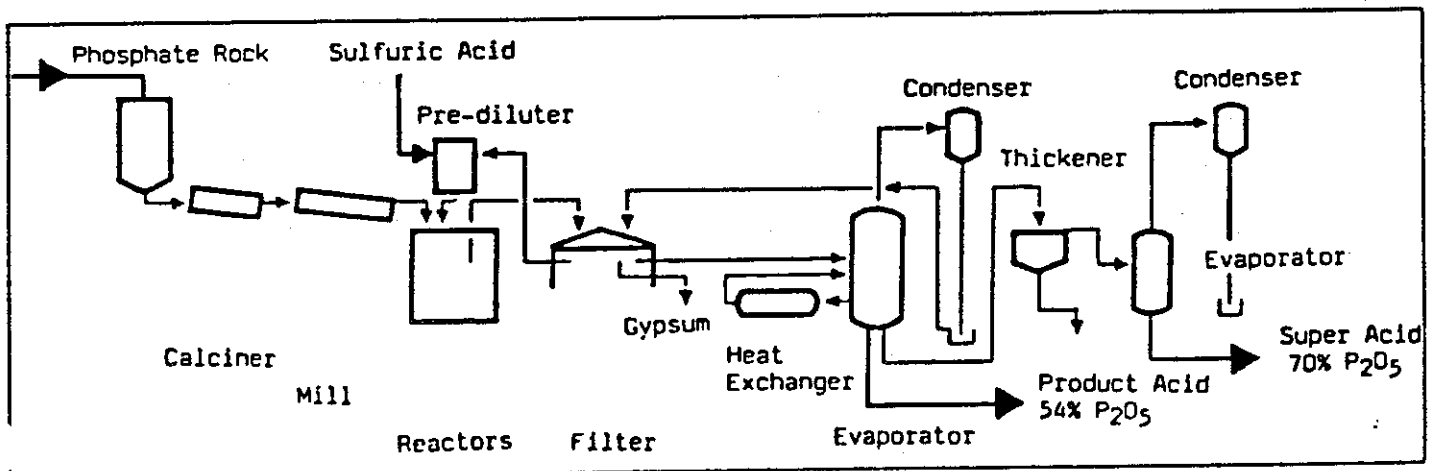 Phosphate Rock
Sulfuric Acid
Pre-diluter
Condenser
Condenser
Thickener
Evaporator
Gypsum
Heat
Exchanger
Calciner
Mill
Reactors
Filter
Evaporator
Product Acid
54% P₂O₅
Super Acid
70% P₂O₅